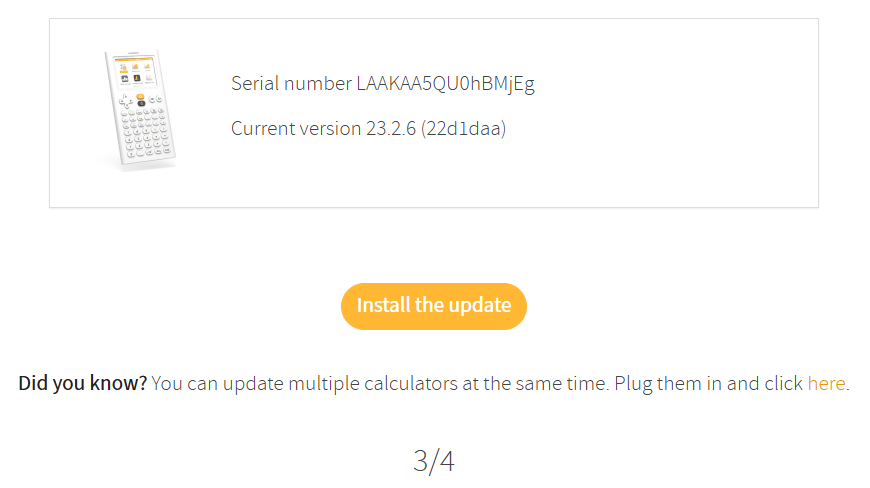 Serial number LAAKAA5QU0hBMjEg
Current version 23.2.6 (22d1daa)
Install the update
Did you know? You can update multiple calculators at the same time. Plug them in and click here.
3/4